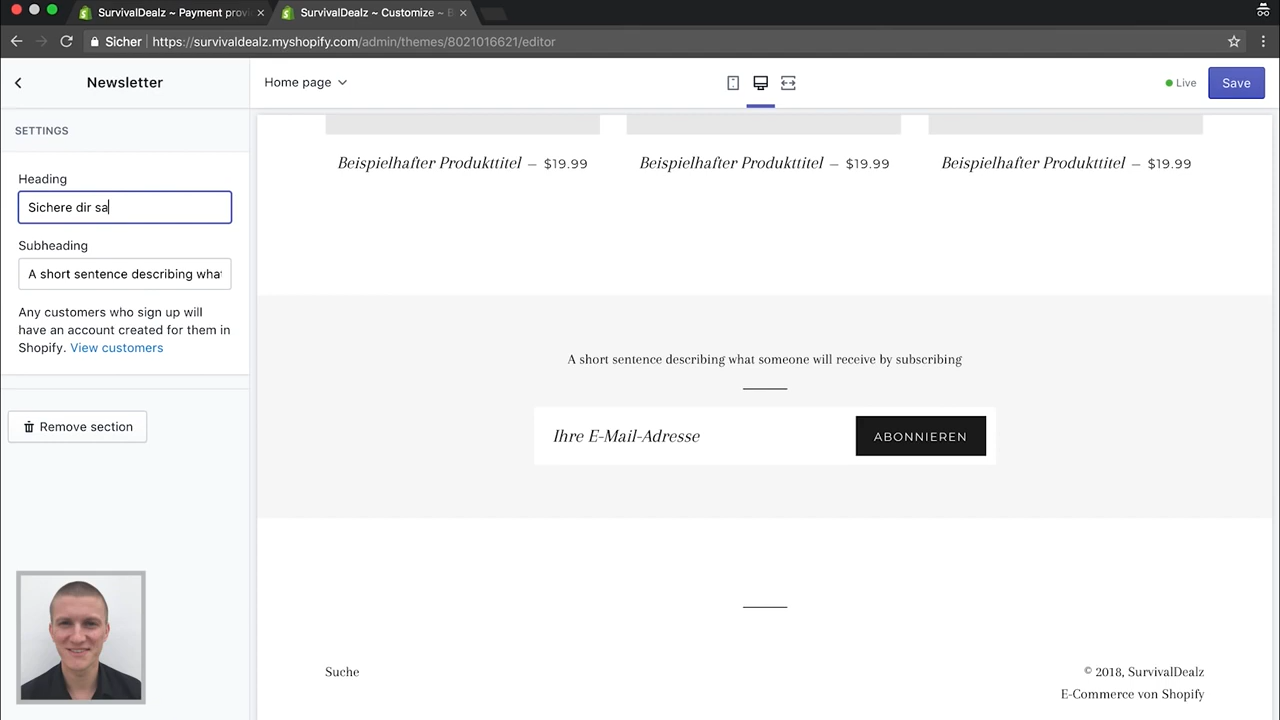 SurvivalDealz ~ Payment provi
SurvivalDealz ~ Customize ~ B
Sicher
https://survivaldealz.myshopify.com/admin/themes/8021016621/editor
Newsletter
Home page
Live
Save
SETTINGS
Heading
Sichere dir sa
Subheading
A short sentence describing what
Any customers who sign up will
have an account created for them in
Shopify. View customers
Remove section
Beispielhafter Produkttitel — $19.99
Beispielhafter Produkttitel — $19.99
Beispielhafter Produkttitel — $19.99
A short sentence describing what someone will receive by subscribing
Ihre E-Mail-Adresse
ABONNIEREN
Suche
© 2018, SurvivalDealz
E-Commerce von Shopify